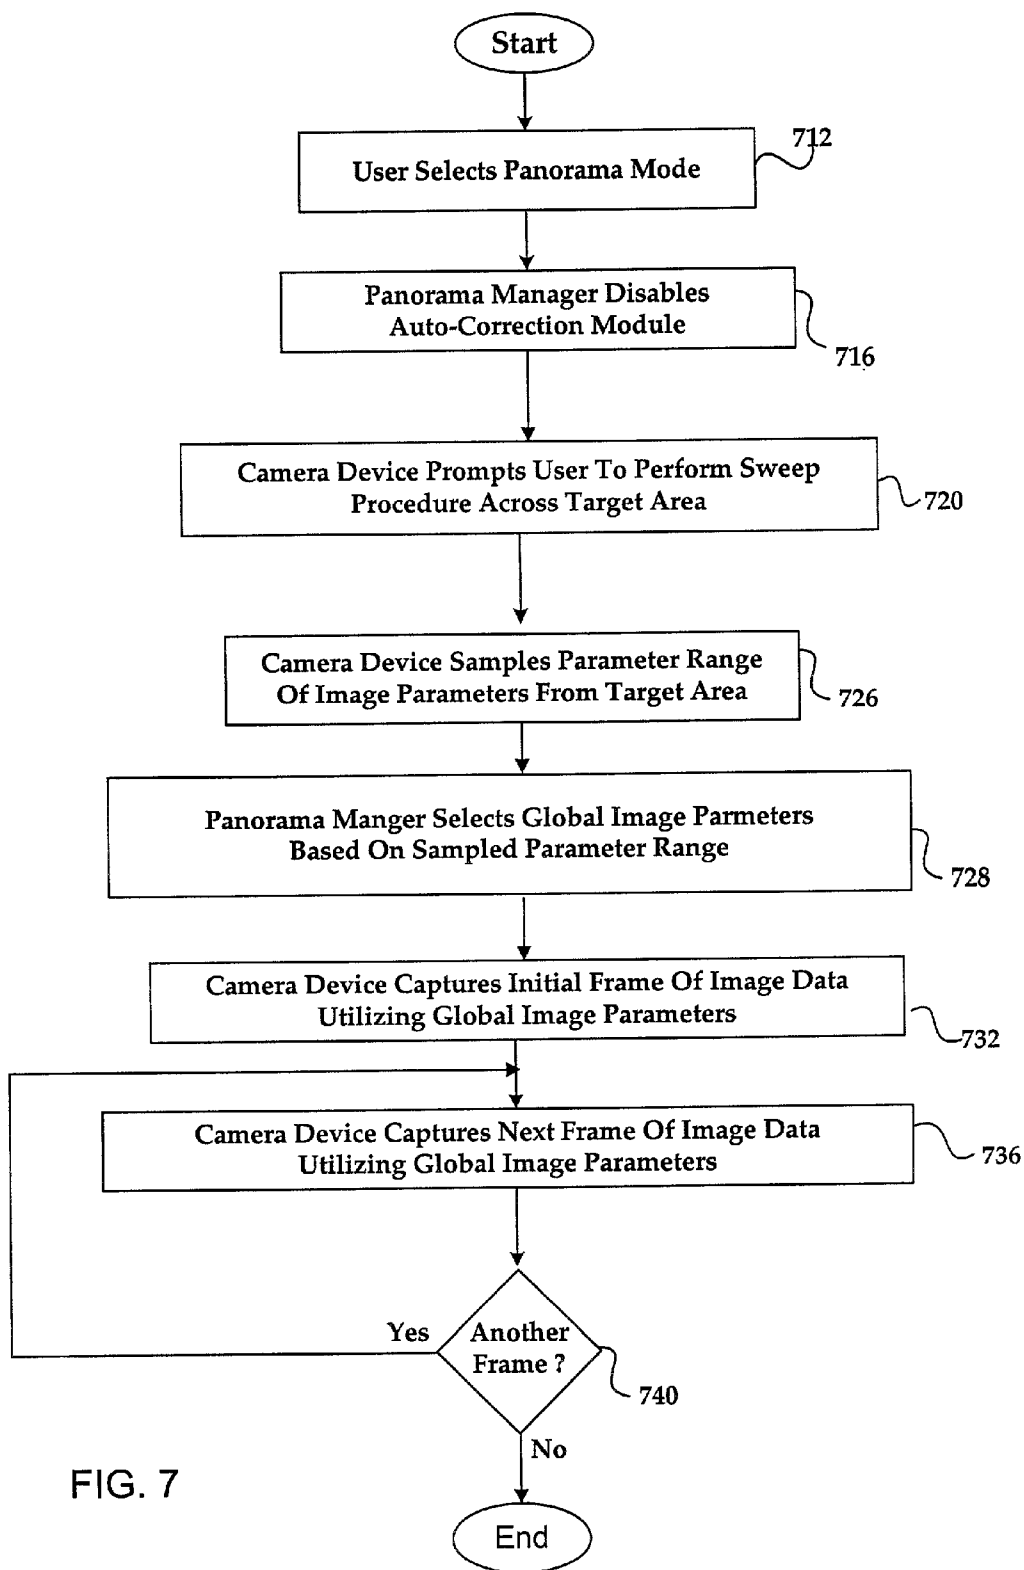 Start
User Selects Panorama Mode
712
Panorama Manager Disables
Auto-Correction Module
716
Camera Device Prompts User To Perform Sweep
Procedure Across Target Area
720
Camera Device Samples Parameter Range
Of Image Parameters From Target Area
726
Panorama Manger Selects Global Image Parmeters
Based On Sampled Parameter Range
728
Camera Device Captures Initial Frame Of Image Data
Utilizing Global Image Parameters
732
Camera Device Captures Next Frame Of Image Data
Utilizing Global Image Parameters
736
Yes
Another
Frame ?
740
No
FIG. 7
End